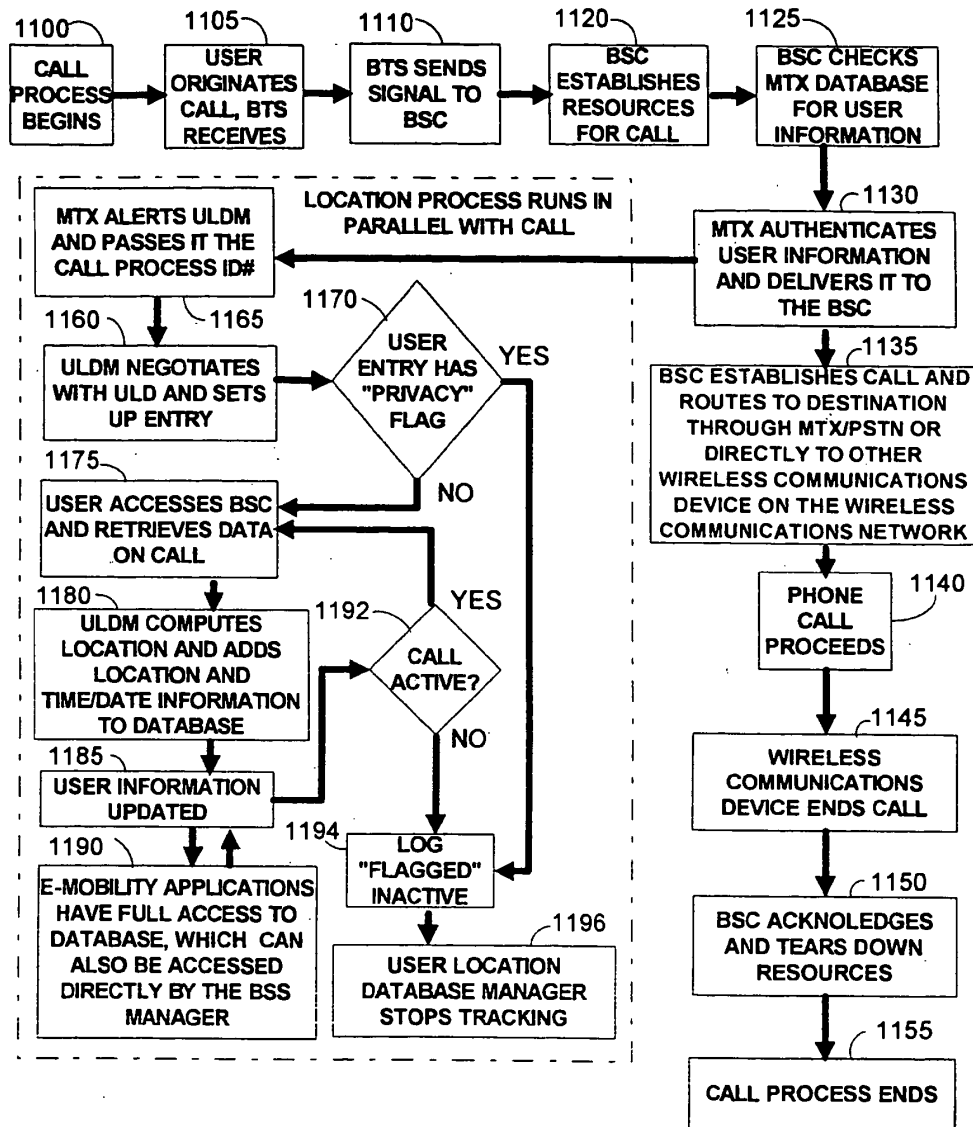 1100
CALL
PROCESS
BEGINS
1105
USER
ORIGINATES
CALL, BTS
RECEIVES
1110
BTS SENDS
SIGNAL TO
BSC
1120
BSC
ESTABLISHES
RESOURCES
FOR CALL
1125
BSC CHECKS
MTX DATABASE
FOR USER
INFORMATION
1130
MTX AUTHENTICATES
USER INFORMATION
AND DELIVERS IT TO
THE BSC
LOCATION PROCESS RUNS IN
PARALLEL WITH CALL
MTX ALERTS ULDM
AND PASSES IT THE
CALL PROCESS ID#
1165
1160
ULDM NEGOTIATES
WITH ULD AND SETS
UP ENTRY
1170
USER
ENTRY HAS
"PRIVACY"
FLAG
YES
NO
1175
USER ACCESSES BSC
AND RETRIEVES DATA
ON CALL
1180
ULDM COMPUTES
LOCATION AND ADDS
LOCATION AND
TIME/DATE INFORMATION
TO DATABASE
1185
USER INFORMATION
UPDATED
1190
E-MOBILITY APPLICATIONS
HAVE FULL ACCESS TO
DATABASE, WHICH CAN
ALSO BE ACCESSED
DIRECTLY BY THE BSS
MANAGER
1192
YES
CALL
ACTIVE?
NO
1194
LOG
"FLAGGED"
INACTIVE
1196
USER LOCATION
DATABASE MANAGER
STOPS TRACKING
1135
BSC ESTABLISHES CALL AND
ROUTES TO DESTINATION
THROUGH MTX/PSTN OR
DIRECTLY TO OTHER
WIRELESS COMMUNICATIONS
DEVICE ON THE WIRELESS
COMMUNICATIONS NETWORK
1140
PHONE
CALL
PROCEEDS
1145
WIRELESS
COMMUNICATIONS
DEVICE ENDS CALL
1150
BSC ACKNOLEDGES
AND TEARS DOWN
RESOURCES
1155
CALL PROCESS ENDS